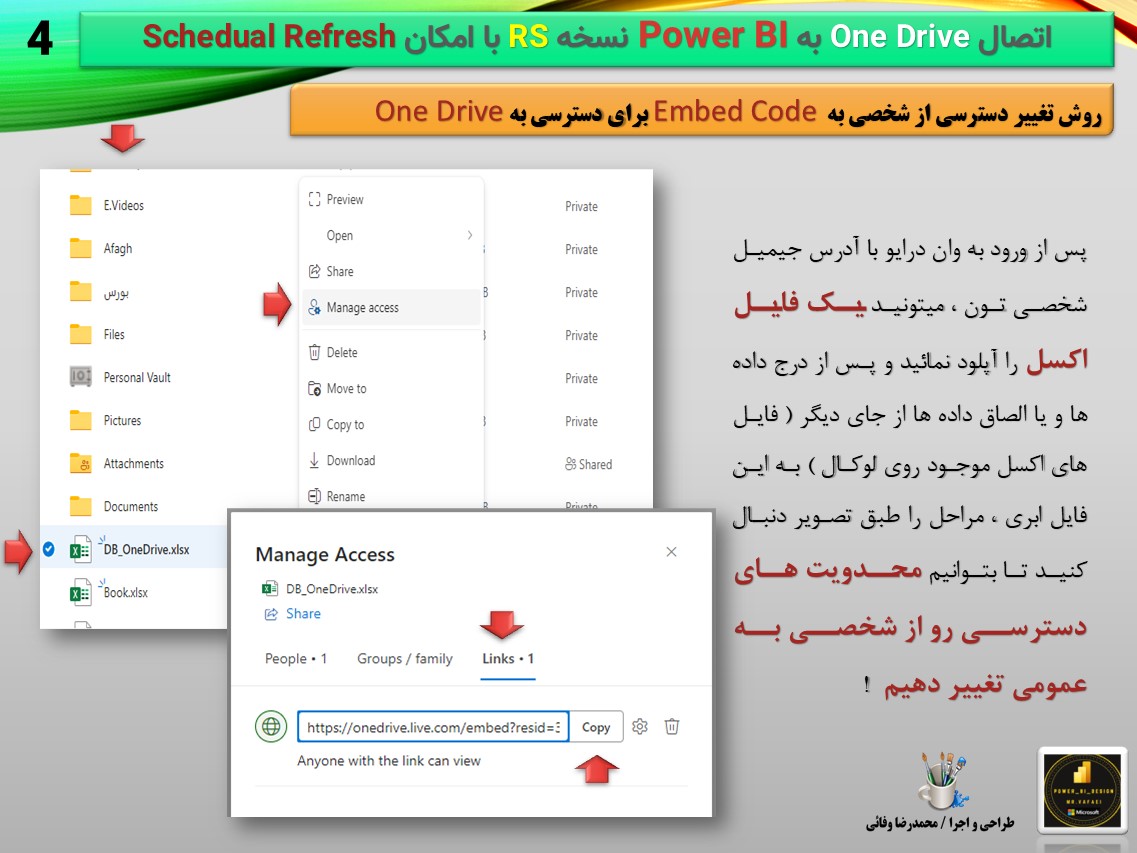 4
اتصال One Drive به Power BI نسخه RS با امکان Schedual Refresh
روش تغییر دسترسی از شخصی به Embed Code برای دسترسی به One Drive
پس از ورود به وان درایو با آدرس جیمیل
شخصی تون ، میتونید یک فایل
اکسل را آپلود نمائید و پس از درج داده
ها و یا الصاق داده ها از جای دیگر ( فایل
های اکسل موجود روی لوکال ) به این
فایل ابری ، مراحل را طبق تصویر دنبال
کنید تا بتوانیم محدویت های
دسترسی رو از شخصی به
عمومی تغییر دهیم !
E.Videos
Private
Afagh
Private
بورس
Private
Files
Private
Personal Vault
Private
Pictures
Private
Attachments
Shared
Documents
Private
DB_OneDrive.xlsx
Book.xlsx
Preview
Open
Share
Manage access
Delete
Move to
Copy to
Download
Rename
Manage Access
DB_OneDrive.xlsx
Share
People • 1 Groups / family Links • 1
https://onedrive.live.com/embed?resid=
Copy
Anyone with the link can view
طراحی و اجرا / محمدرضا وفائی
POWER_BI_DESIGN
MR.VAFAEI
Microsoft